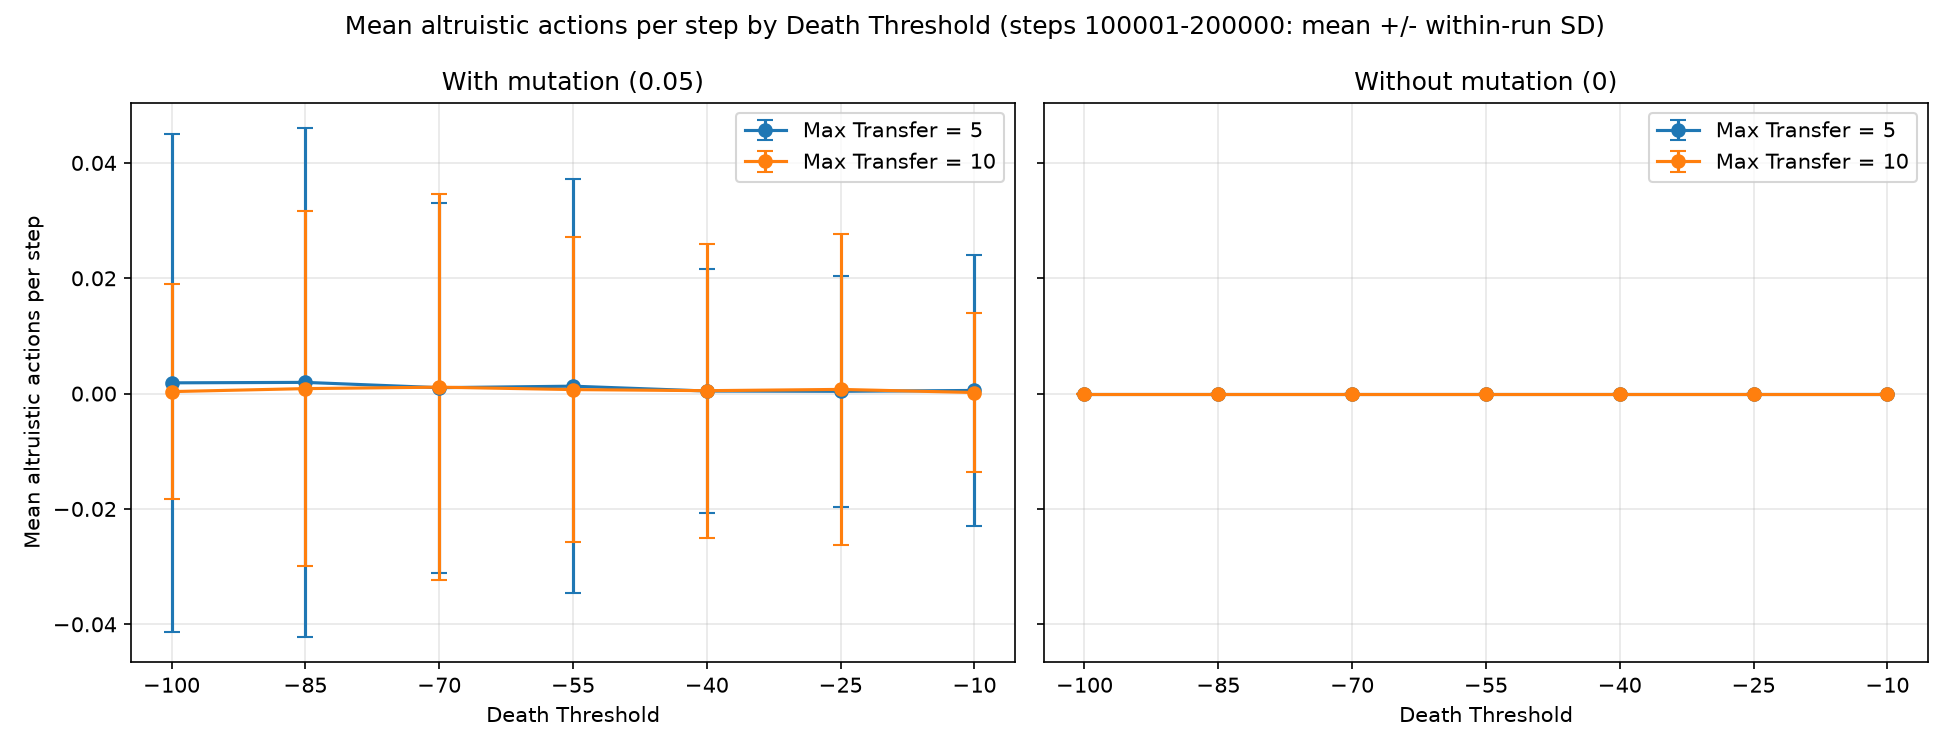 Mean altruistic actions per step by Death Threshold (steps 100001-200000: mean +/- within-run SD)
With mutation (0.05)
Max Transfer = 5
Max Transfer = 10
Mean altruistic actions per step
0.04
0.02
0.00
−0.02
−0.04
−100
−85
−70
−55
−40
−25
−10
Death Threshold
Without mutation (0)
Max Transfer = 5
Max Transfer = 10
−100
−85
−70
−55
−40
−25
−10
Death Threshold